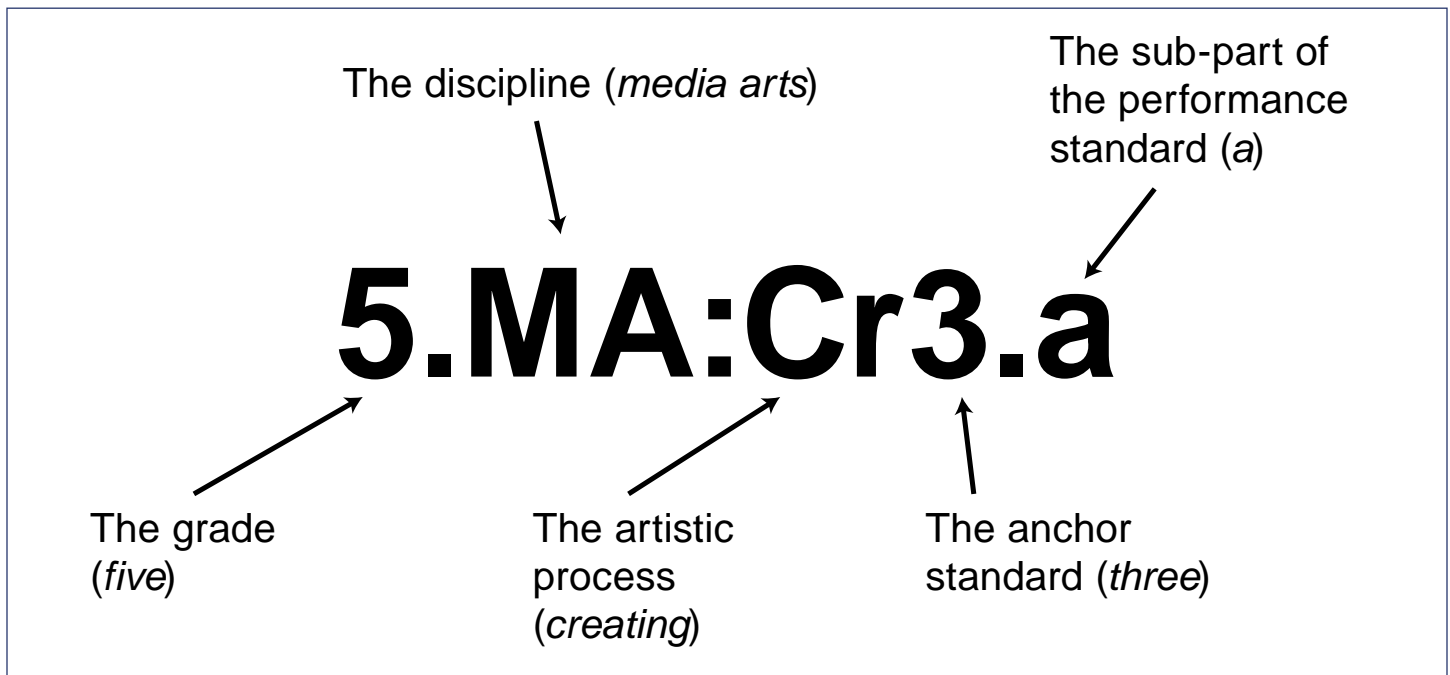 The discipline (media arts)
The sub-part of
the performance
standard (a)
5.MA:Cr3.a
The grade
(five)
The artistic
process
(creating)
The anchor
standard (three)